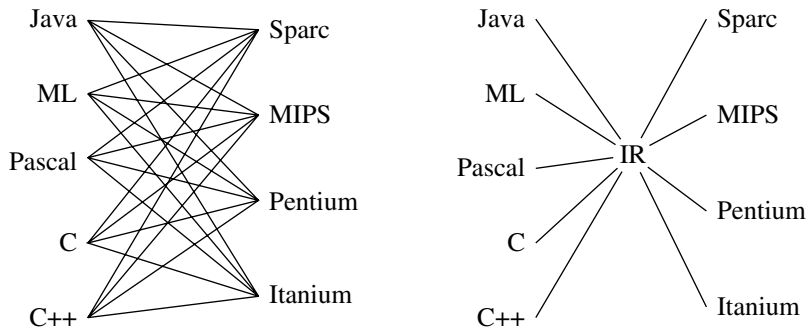 Java
ML
Pascal
C
C++
Sparc
MIPS
Pentium
Itanium
Java
ML
Pascal
C
C++
IR
Sparc
MIPS
Pentium
Itanium